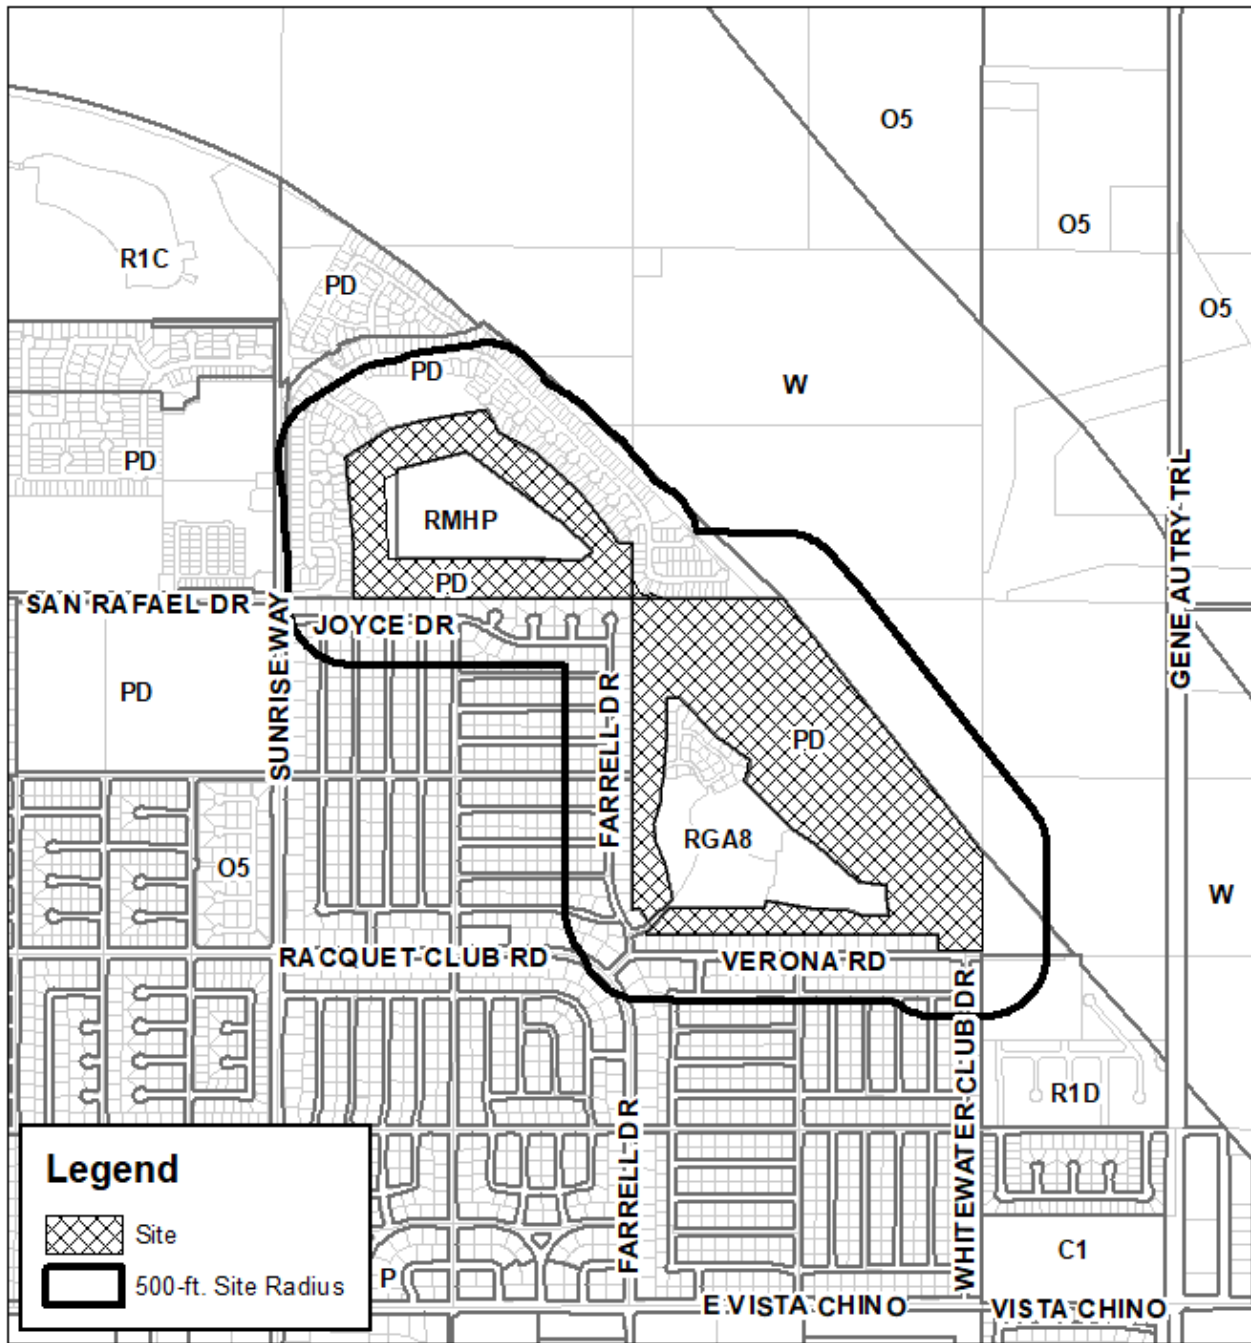 O5
O5
R1C
PD
O5
PD
W
PD
RMHP
PD
SAN RAFAEL DR
JOYCE DR
SUNRISE WAY
PD
FARRELL DR
PD
GENE AUTRY TRL
RGA8
O5
W
RACQUET CLUB RD
VERONA RD
WHITEWATER CLUB DR
R1D
FARRELL DR
Legend
Site
500-ft. Site Radius
P
C1
E VISTA CHINO
VISTA CHINO